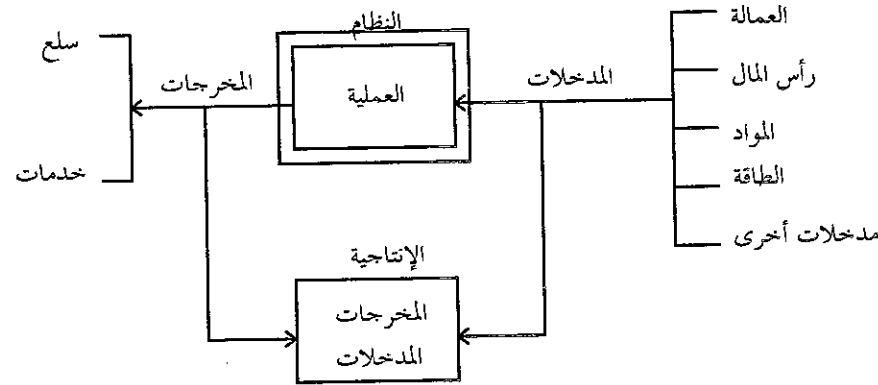 النظام
العمالة
رأس المال
المواد
الطاقة
مدخلات أخرى
المدخلات
العملية
المخرجات
سلع
خدمات
الإنتاجية
المخرجات
المدخلات